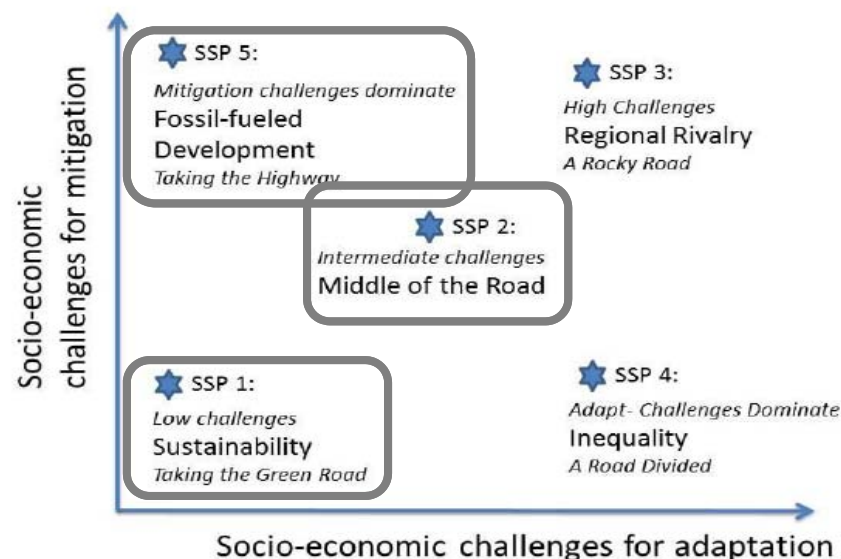 SSP 5:
Mitigation challenges dominate
Fossil-fueled
Development
Taking the Highway
SSP 3:
High Challenges
Regional Rivalry
A Rocky Road
SSP 2:
Intermediate challenges
Middle of the Road
SSP 1:
Low challenges
Sustainability
Taking the Green Road
SSP 4:
Adapt- Challenges Dominate
Inequality
A Road Divided
Socio-economic
challenges for mitigation
Socio-economic challenges for adaptation